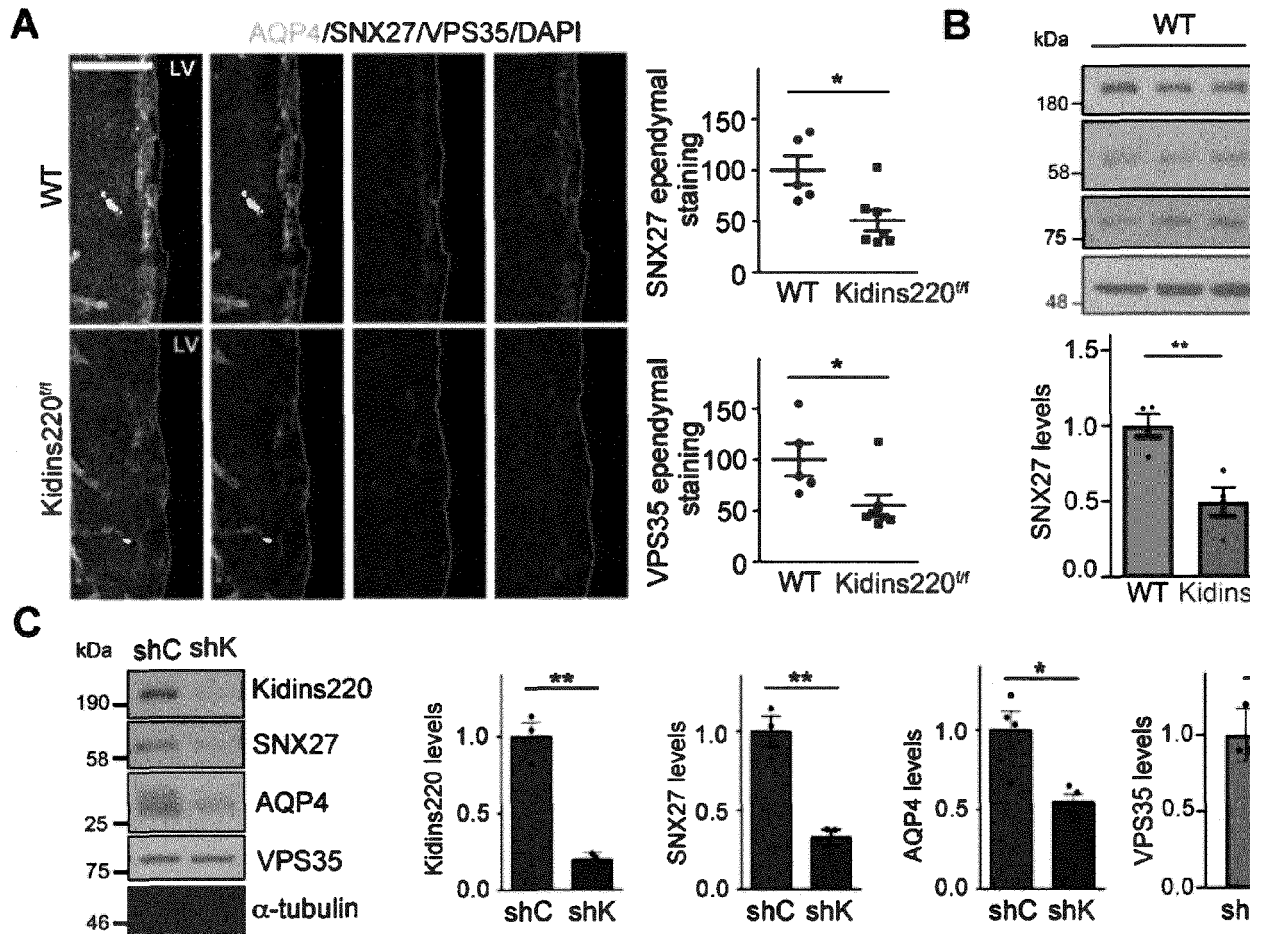 A
AQP4/SNX27/VPS35/DAPI
LV
WT
LV
Kidins220f/f
SNX27 ependymal
staining
150
100
50
0
*
WT Kidins220f/f
VPS35 ependymal
staining
150
100
50
0
*
WT Kidins220f/f
B
kDa
WT
180
58
75
48
SNX27 levels
1.5
1.0
0.5
0.0
**
WT Kidins
C
kDa shC shK
190 Kidins220
58 SNX27
25 AQP4
75 VPS35
46 α-tubulin
Kidins220 levels
1.0
0.5
0.0
**
shC shK
SNX27 levels
1.0
0.5
0.0
**
shC shK
AQP4 levels
1.0
0.5
0.0
*
shC shK
VPS35 levels
1.0
0.5
0.0
sh